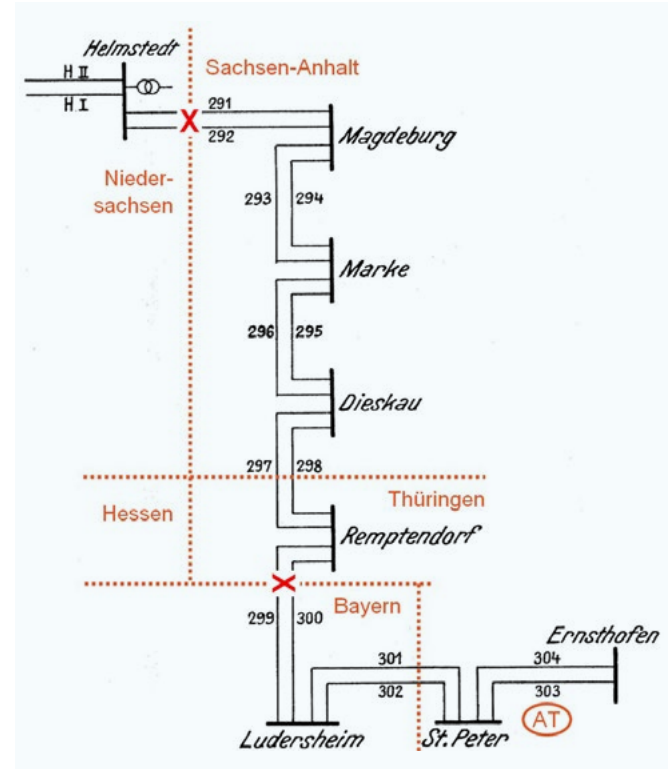 Helmstedt
H II
H I
Sachsen-Anhalt
291
292
Magdeburg
Nieder-
sachsen
293
294
Marke
296
295
Dieskau
297
298
Hessen
Thüringen
Remptendorf
Bayern
299
300
Ernsthofen
301
304
302
303
AT
Ludersheim
St. Peter